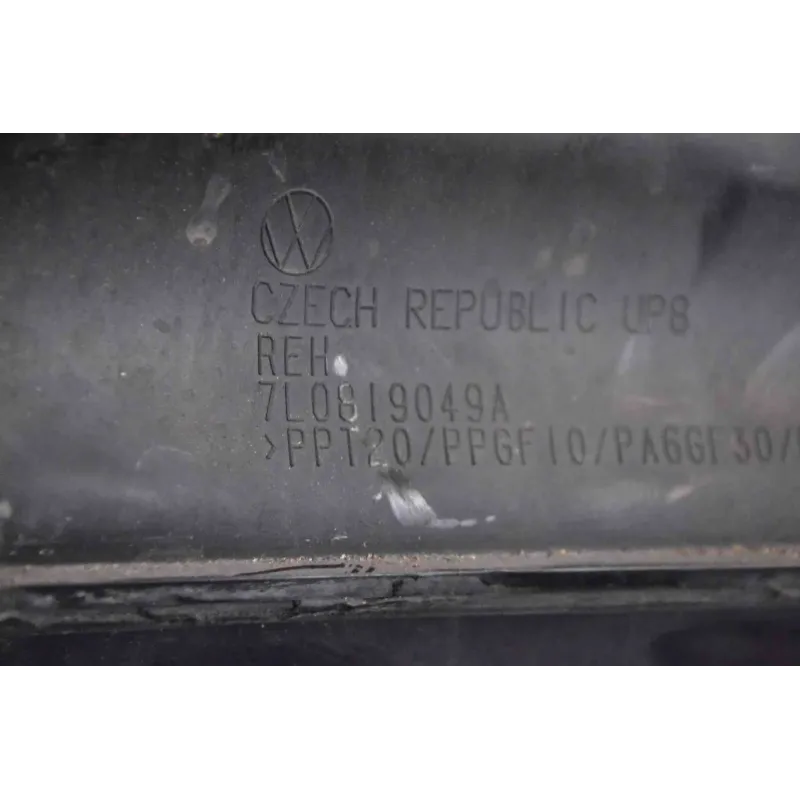 CZECH REPUBLIC UP8
REH
7L0819049A
>PPT20/PPGF10/PA6GF30/